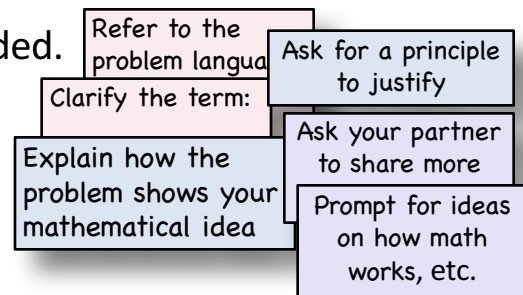 ded.
Refer to the
problem langua
Ask for a principle
to justify
Clarify the term:
Ask your partner
to share more
Explain how the
problem shows your
mathematical idea
Prompt for ideas
on how math
works, etc.